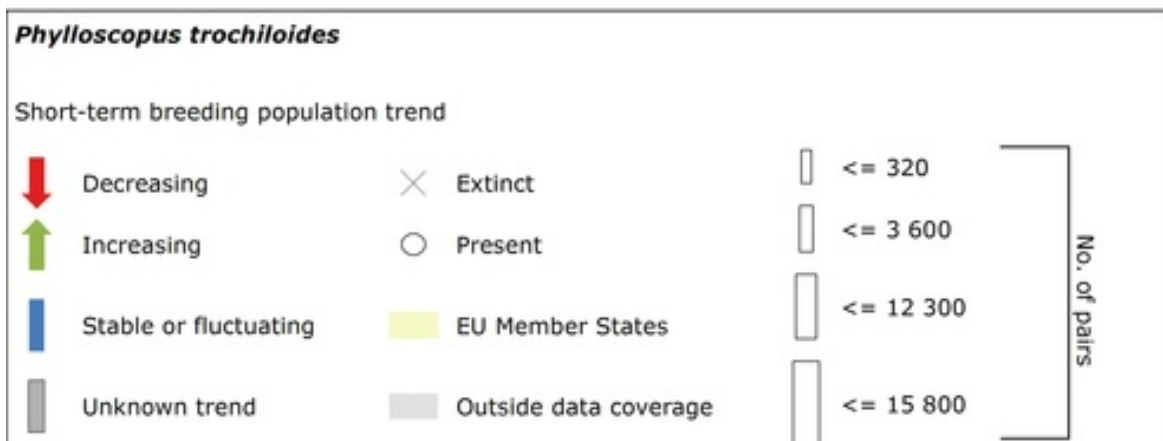 Phylloscopus trochiloides
Short-term breeding population trend
Decreasing
Increasing
Stable or fluctuating
Unknown trend
Extinct
Present
EU Member States
Outside data coverage
<= 320
<= 3 600
<= 12 300
<= 15 800
No. of pairs